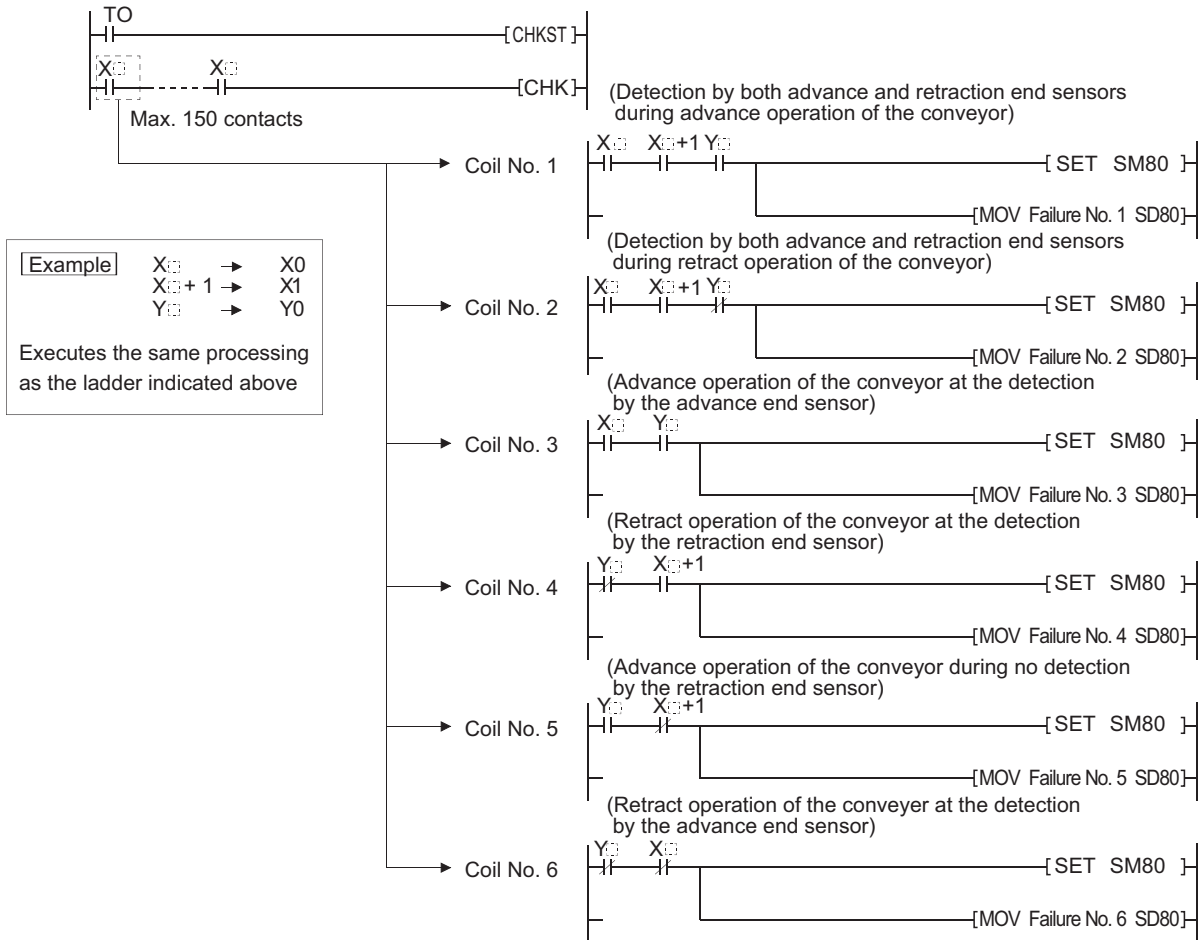 TO
[CHKST]
X⬚ X⬚
[CHK]
Max. 150 contacts
(Detection by both advance and retraction end sensors
during advance operation of the conveyor)
Coil No. 1
X⬚ X⬚+1 Y⬚
[SET SM80 ]
[MOV Failure No. 1 SD80]
(Detection by both advance and retraction end sensors
during retract operation of the conveyor)
Coil No. 2
X⬚ X⬚+1 Y⬚
[SET SM80 ]
[MOV Failure No. 2 SD80]
Example X⬚ → X0
X⬚+ 1 → X1
Y⬚ → Y0
Executes the same processing
as the ladder indicated above
(Advance operation of the conveyor at the detection
by the advance end sensor)
Coil No. 3
X⬚ Y⬚
[SET SM80 ]
[MOV Failure No. 3 SD80]
(Retract operation of the conveyor at the detection
by the retraction end sensor)
Coil No. 4
Y⬚ X⬚+1
[SET SM80 ]
[MOV Failure No. 4 SD80]
(Advance operation of the conveyor during no detection
by the retraction end sensor)
Coil No. 5
Y⬚ X⬚+1
[SET SM80 ]
[MOV Failure No. 5 SD80]
(Retract operation of the conveyer at the detection
by the advance end sensor)
Coil No. 6
Y⬚ X⬚
[SET SM80 ]
[MOV Failure No. 6 SD80]